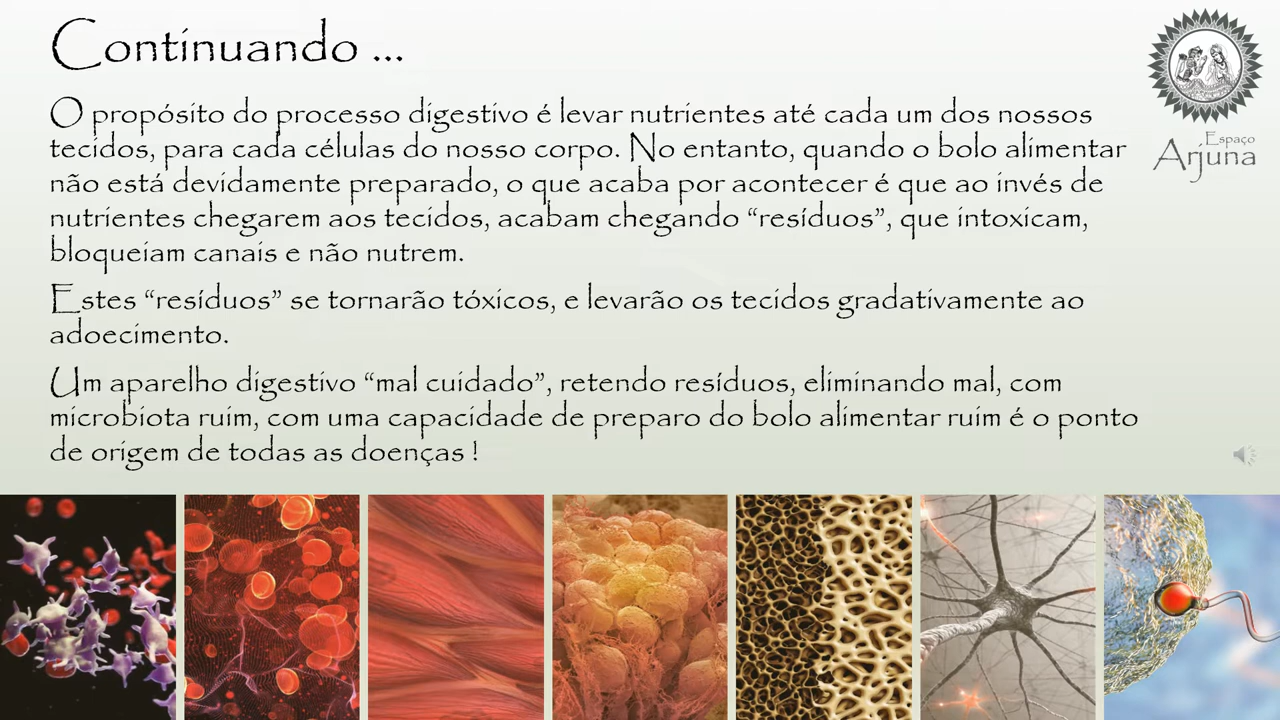 Continuando ...
Espaço
Arjuna
O propósito do processo digestivo é levar nutrientes até cada um dos nossos
tecidos, para cada células do nosso corpo. No entanto, quando o bolo alimentar
não está devidamente preparado, o que acaba por acontecer é que ao invés de
nutrientes chegarem aos tecidos, acabam chegando “resíduos”, que intoxicam,
bloqueiam canais e não nutrem.
Estes “resíduos” se tornarão tóxicos, e levarão os tecidos gradativamente ao
adoecimento.
Um aparelho digestivo “mal cuidado”, retendo resíduos, eliminando mal, com
microbiota ruim, com uma capacidade de preparo do bolo alimentar ruim é o ponto
de origem de todas as doenças !